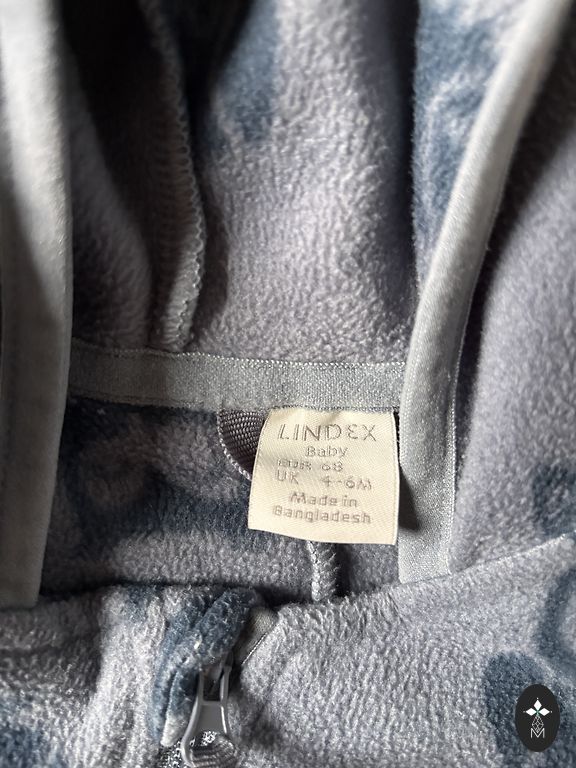 LINDEX
Baby
EUR 68
UK 4-6M
Made in
Bangladesh
M